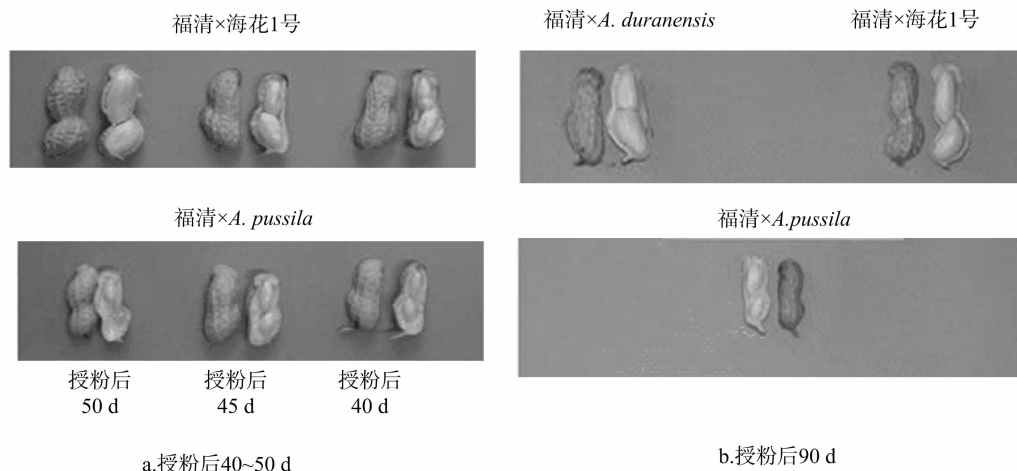 福清×海花1号
福清×A. duranensis
福清×海花1号
福清×A. pussila
福清×A.pussila
授粉后
50 d
授粉后
45 d
授粉后
40 d
a.授粉后40~50 d
b.授粉后90 d